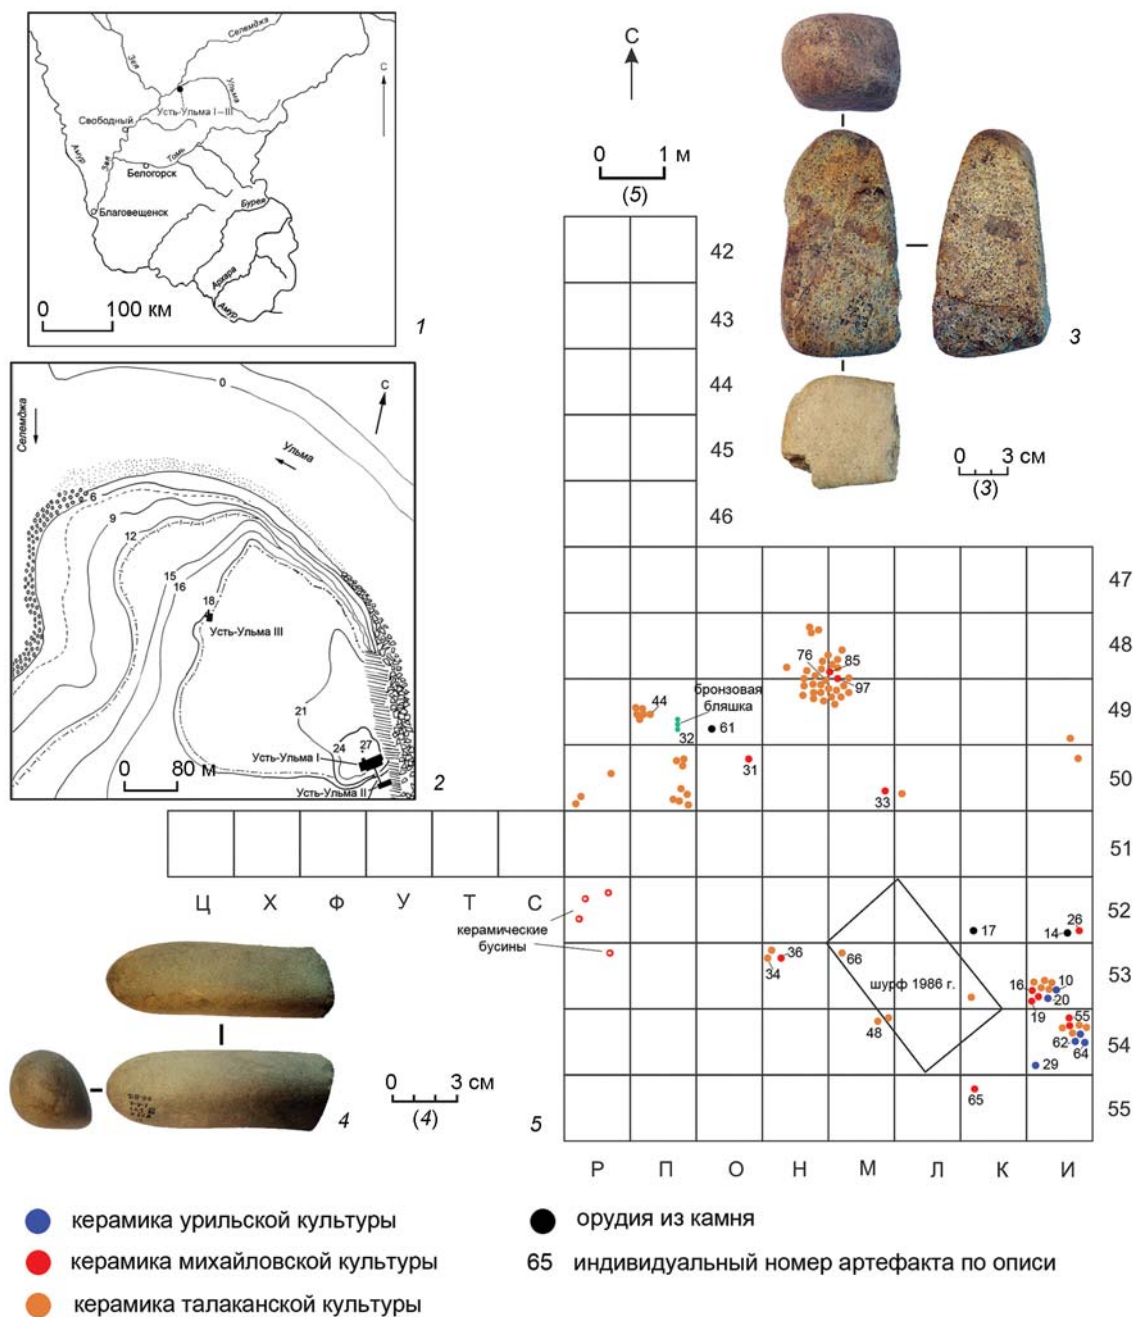 Селемджа
Зея
Ульма
С
Усть-Ульма I – III
Свободный
Амур
Зея
Томь
Белогорск
Благовещенск
Бурея
Архара
Амур
0 100 км
1
Селемджа
0
С
Ульма
6
9
12
15
16
18
Усть-Ульма III
21
24
27
Усть-Ульма I
Усть-Ульма II
0 80 м
2
С
0 1 м
(5)
3
0 3 см
(3)
42
43
44
45
46
47
48
49
50
51
52
53
54
55
76
85
97
44
бронзовая
бляшка
32
61
31
33
Ц Х Ф У Т С
керамические
бусины
17
14
26
34
36
66
шурф 1986 г.
16
10
20
19
48
55
62
64
29
65
4
0 3 см
(4)
5
Р П О Н М Л К И
керамика урильской культуры
керамика михайловской культуры
керамика талаканской культуры
орудия из камня
65 индивидуальный номер артефакта по описи